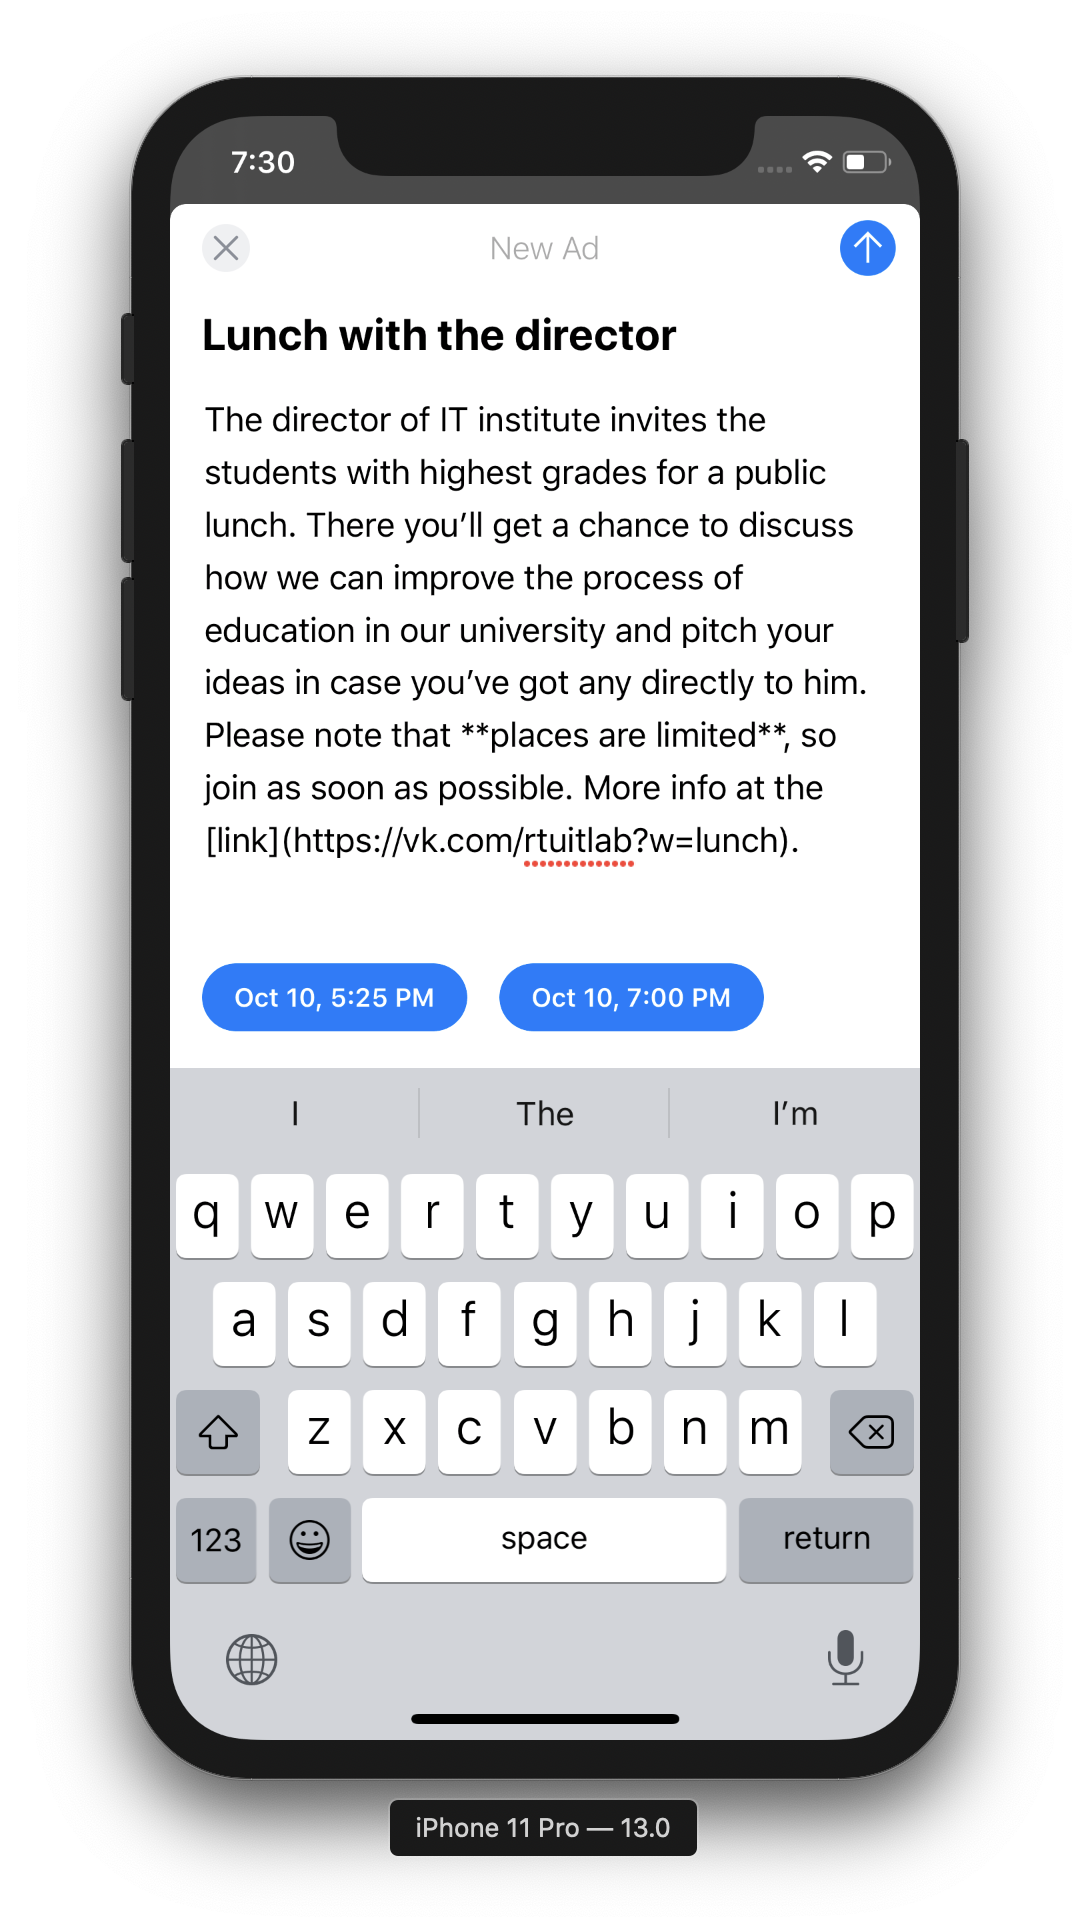 7:30
New Ad
Lunch with the director
The director of IT institute invites the
students with highest grades for a public
lunch. There you’ll get a chance to discuss
how we can improve the process of
education in our university and pitch your
ideas in case you’ve got any directly to him.
Please note that **places are limited**, so
join as soon as possible. More info at the
[link](https://vk.com/rtuitlab?w=lunch).
Oct 10, 5:25 PM Oct 10, 7:00 PM
I The I’m
q w e r t y u i o p
a s d f g h j k l
z x c v b n m
123 space return
iPhone 11 Pro — 13.0